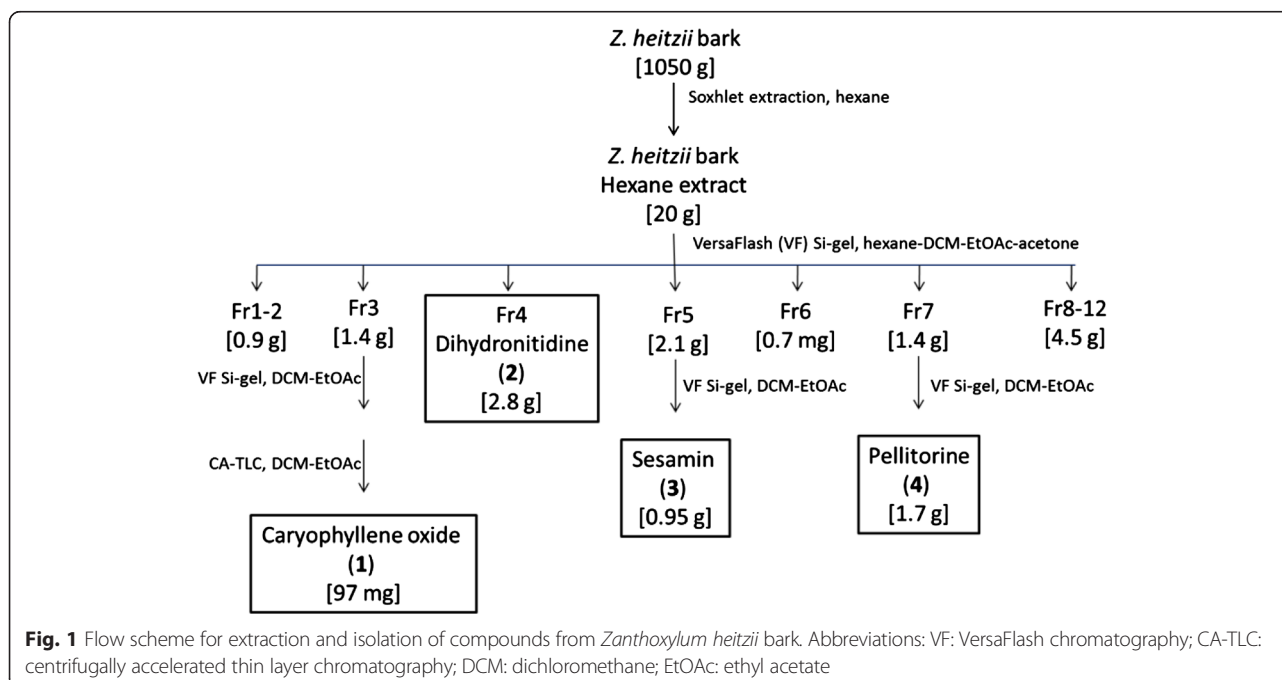 Z. heitzii bark
[1050 g]
Soxhlet extraction, hexane
Z. heitzii bark
Hexane extract
[20 g]
VersaFlash (VF) Si-gel, hexane-DCM-EtOAc-acetone
Fr1-2
[0.9 g]
Fr3
[1.4 g]
Fr4
Dihydronitidine
(2)
[2.8 g]
Fr5
[2.1 g]
Fr6
[0.7 mg]
Fr7
[1.4 g]
Fr8-12
[4.5 g]
VF Si-gel, DCM-EtOAc
VF Si-gel, DCM-EtOAc
VF Si-gel, DCM-EtOAc
CA-TLC, DCM-EtOAc
Caryophyllene oxide
(1)
[97 mg]
Sesamin
(3)
[0.95 g]
Pellitorine
(4)
[1.7 g]
Fig. 1 Flow scheme for extraction and isolation of compounds from Zanthoxylum heitzii bark. Abbreviations: VF: VersaFlash chromatography; CA-TLC:
centrifugally accelerated thin layer chromatography; DCM: dichloromethane; EtOAc: ethyl acetate